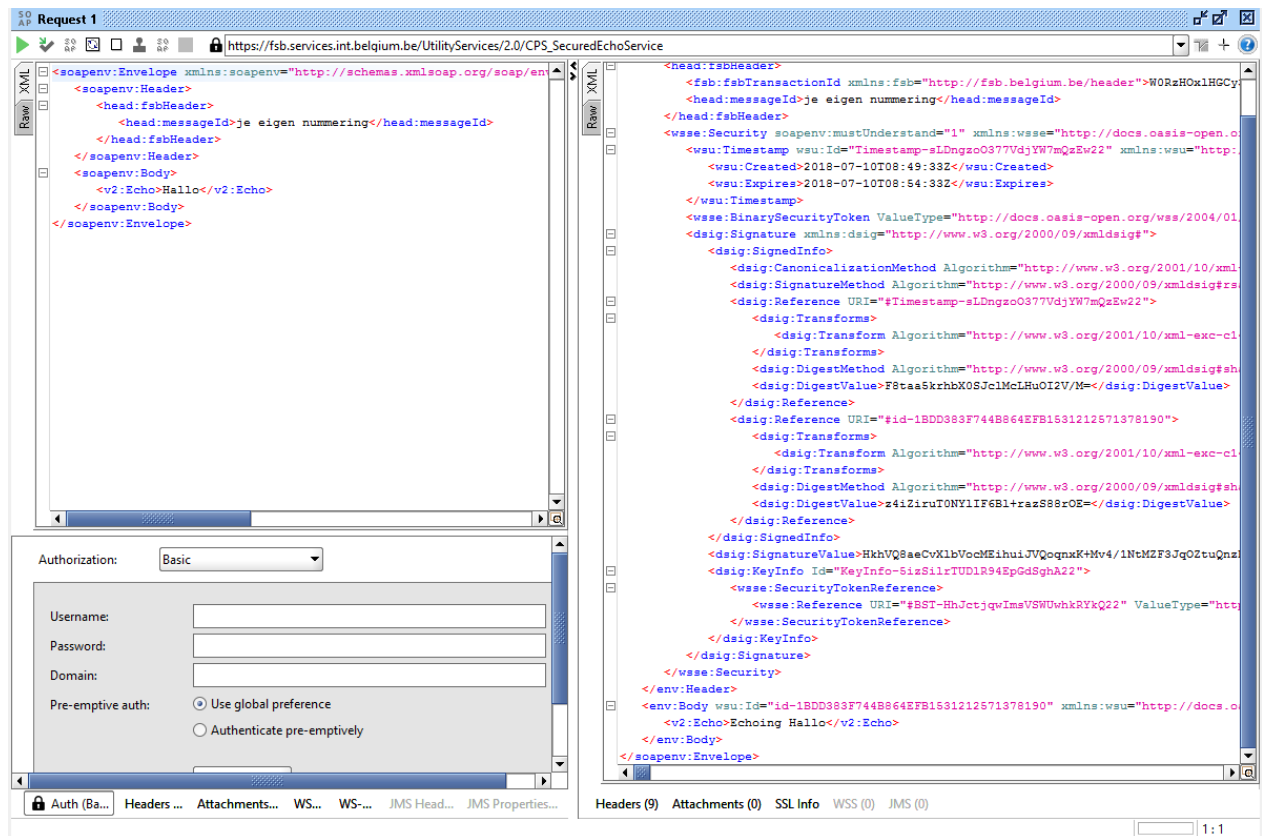 SO AP Request 1
https://fsb.services.int.belgium.be/UtilityServices/2.0/CPS_SecuredEchoService
XML
Raw
<soapenv:Envelope xmlns:soapenv="http://schemas.xmlsoap.org/soap/env
<soapenv:Header>
<head:fsbHeader>
<head:messageId>je eigen nummering</head:messageId>
</head:fsbHeader>
</soapenv:Header>
<soapenv:Body>
<v2:Echo>Hallo</v2:Echo>
</soapenv:Body>
</soapenv:Envelope>
Authorization: Basic
Username:
Password:
Domain:
Pre-emptive auth: Use global preference
Authenticate pre-emptively
Auth (Ba... Headers ... Attachments... WS... WS-... JMS Head... JMS Properties...
XML
Raw
<head:fsbHeader>
<fsb:fsbTransactionId xmlns:fsb="http://fsb.belgium.be/header">W0RzHOxlHGCy
<head:messageId>je eigen nummering</head:messageId>
</head:fsbHeader>
<wsse:Security soapenv:mustUnderstand="1" xmlns:wsse="http://docs.oasis-open.o
<wsu:Timestamp wsu:Id="Timestamp-sLDngzoO377VdjYW7mQzEw22" xmlns:wsu="http:
<wsu:Created>2018-07-10T08:49:33Z</wsu:Created>
<wsu:Expires>2018-07-10T08:54:33Z</wsu:Expires>
</wsu:Timestamp>
<wsse:BinarySecurityToken ValueType="http://docs.oasis-open.org/wss/2004/01
<dsig:Signature xmlns:dsig="http://www.w3.org/2000/09/xmldsig#">
<dsig:SignedInfo>
<dsig:CanonicalizationMethod Algorithm="http://www.w3.org/2001/10/xml-
<dsig:SignatureMethod Algorithm="http://www.w3.org/2000/09/xmldsig#rs
<dsig:Reference URI="#Timestamp-sLDngzoO377VdjYW7mQzEw22">
<dsig:Transforms>
<dsig:Transform Algorithm="http://www.w3.org/2001/10/xml-exc-c1
</dsig:Transforms>
<dsig:DigestMethod Algorithm="http://www.w3.org/2000/09/xmldsig#sh
<dsig:DigestValue>F8taa5krhbX0SJclMcLHuOI2V/M=</dsig:DigestValue>
</dsig:Reference>
<dsig:Reference URI="#id-1BDD383F744B864EFB1531212571378190">
<dsig:Transforms>
<dsig:Transform Algorithm="http://www.w3.org/2001/10/xml-exc-c1
</dsig:Transforms>
<dsig:DigestMethod Algorithm="http://www.w3.org/2000/09/xmldsig#sh
<dsig:DigestValue>z4iZiruT0NYlIF6Bl+razS88rOE=</dsig:DigestValue>
</dsig:Reference>
</dsig:SignedInfo>
<dsig:SignatureValue>HkhVQ8aeCvXlbVocMEihuiJVQoqnxK+Mv4/1NtMZF3JqOZtuQnz
<dsig:KeyInfo Id="KeyInfo-5izSilrTUDlR94EpGdSghA22">
<wsse:SecurityTokenReference>
<wsse:Reference URI="#BST-HhJctjqwImsVSWUwhkRYkQ22" ValueType="htt
</wsse:SecurityTokenReference>
</dsig:KeyInfo>
</dsig:Signature>
</wsse:Security>
</env:Header>
<env:Body wsu:Id="id-1BDD383F744B864EFB1531212571378190" xmlns:wsu="http://docs.o
<v2:Echo>Echoing Hallo</v2:Echo>
</env:Body>
</soapenv:Envelope>
Headers (9) Attachments (0) SSL Info WSS (0) JMS (0)
1 : 1